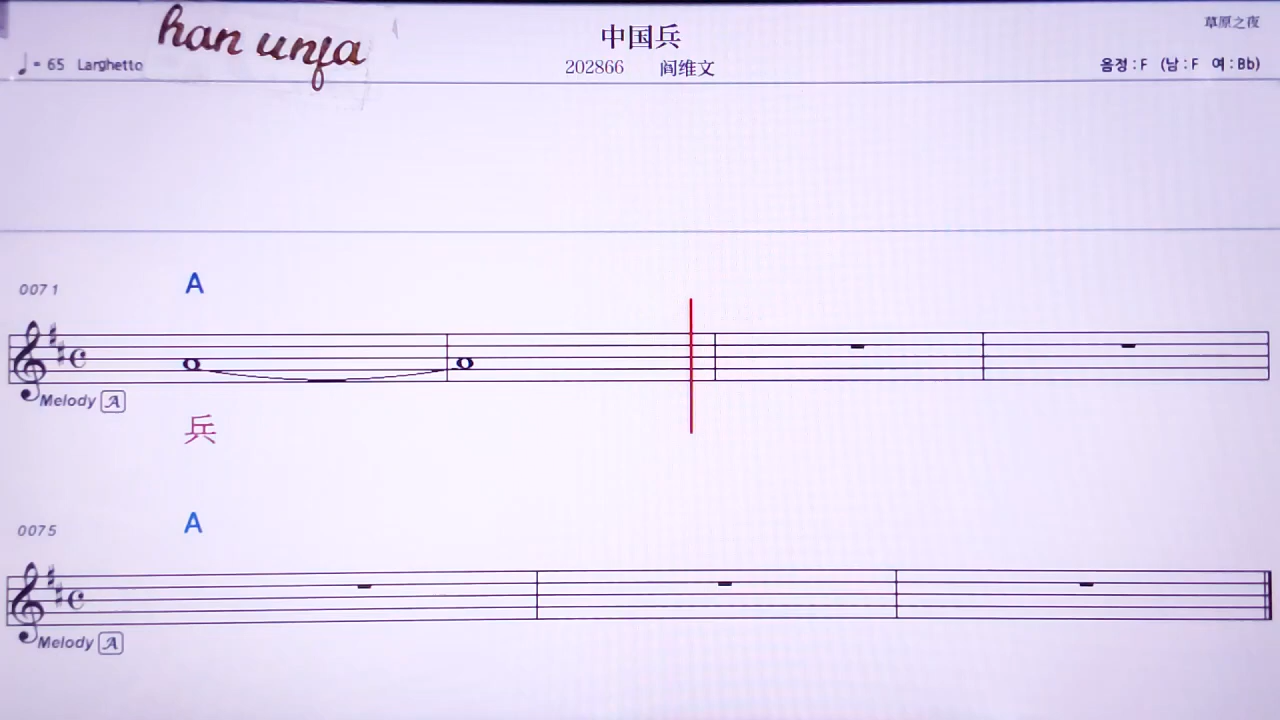 han unfa
中国兵
草原之夜
♩ = 65 Larghetto
202866 阎维文
음정 : F (남 : F 여 : Bb)
0071
A
Melody A
兵
0075
A
Melody A